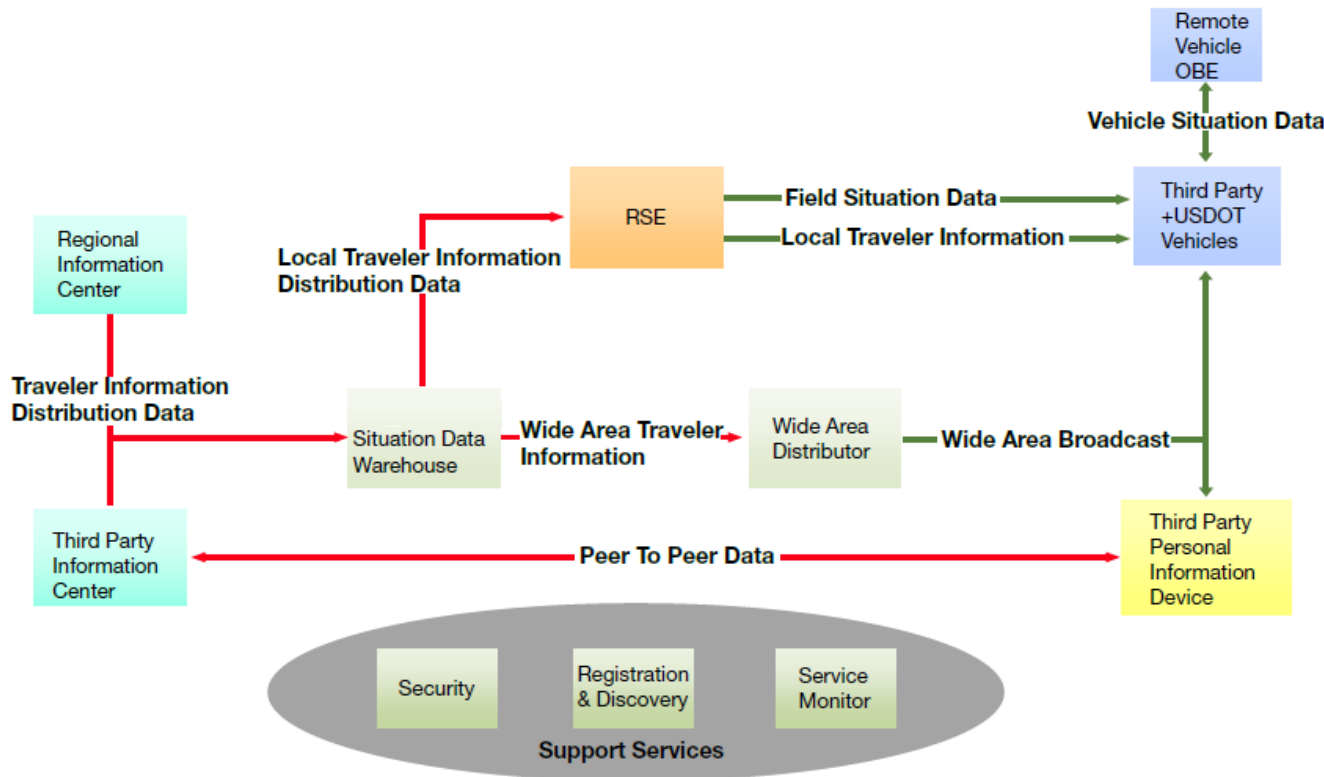 Remote
Vehicle
OBE
Vehicle Situation Data
Third Party
+USDOT
Vehicles
RSE
Field Situation Data
Local Traveler Information
Regional
Information
Center
Local Traveler Information
Distribution Data
Traveler Information
Distribution Data
Situation Data
Warehouse
Wide Area Traveler
Information
Wide Area
Distributor
Wide Area Broadcast
Third Party
Information
Center
Peer To Peer Data
Third Party
Personal
Information
Device
Security
Registration
& Discovery
Service
Monitor
Support Services